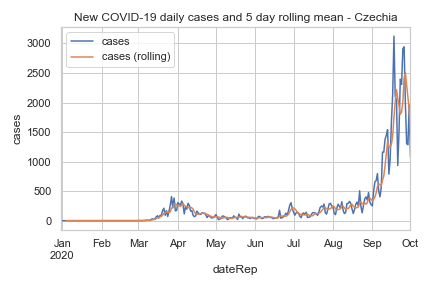 New COVID-19 daily cases and 5 day rolling mean - Czechia
cases
cases (rolling)
3000
2500
2000
1500
1000
500
0
cases
Jan Feb Mar Apr May Jun Jul Aug Sep Oct
2020
dateRep